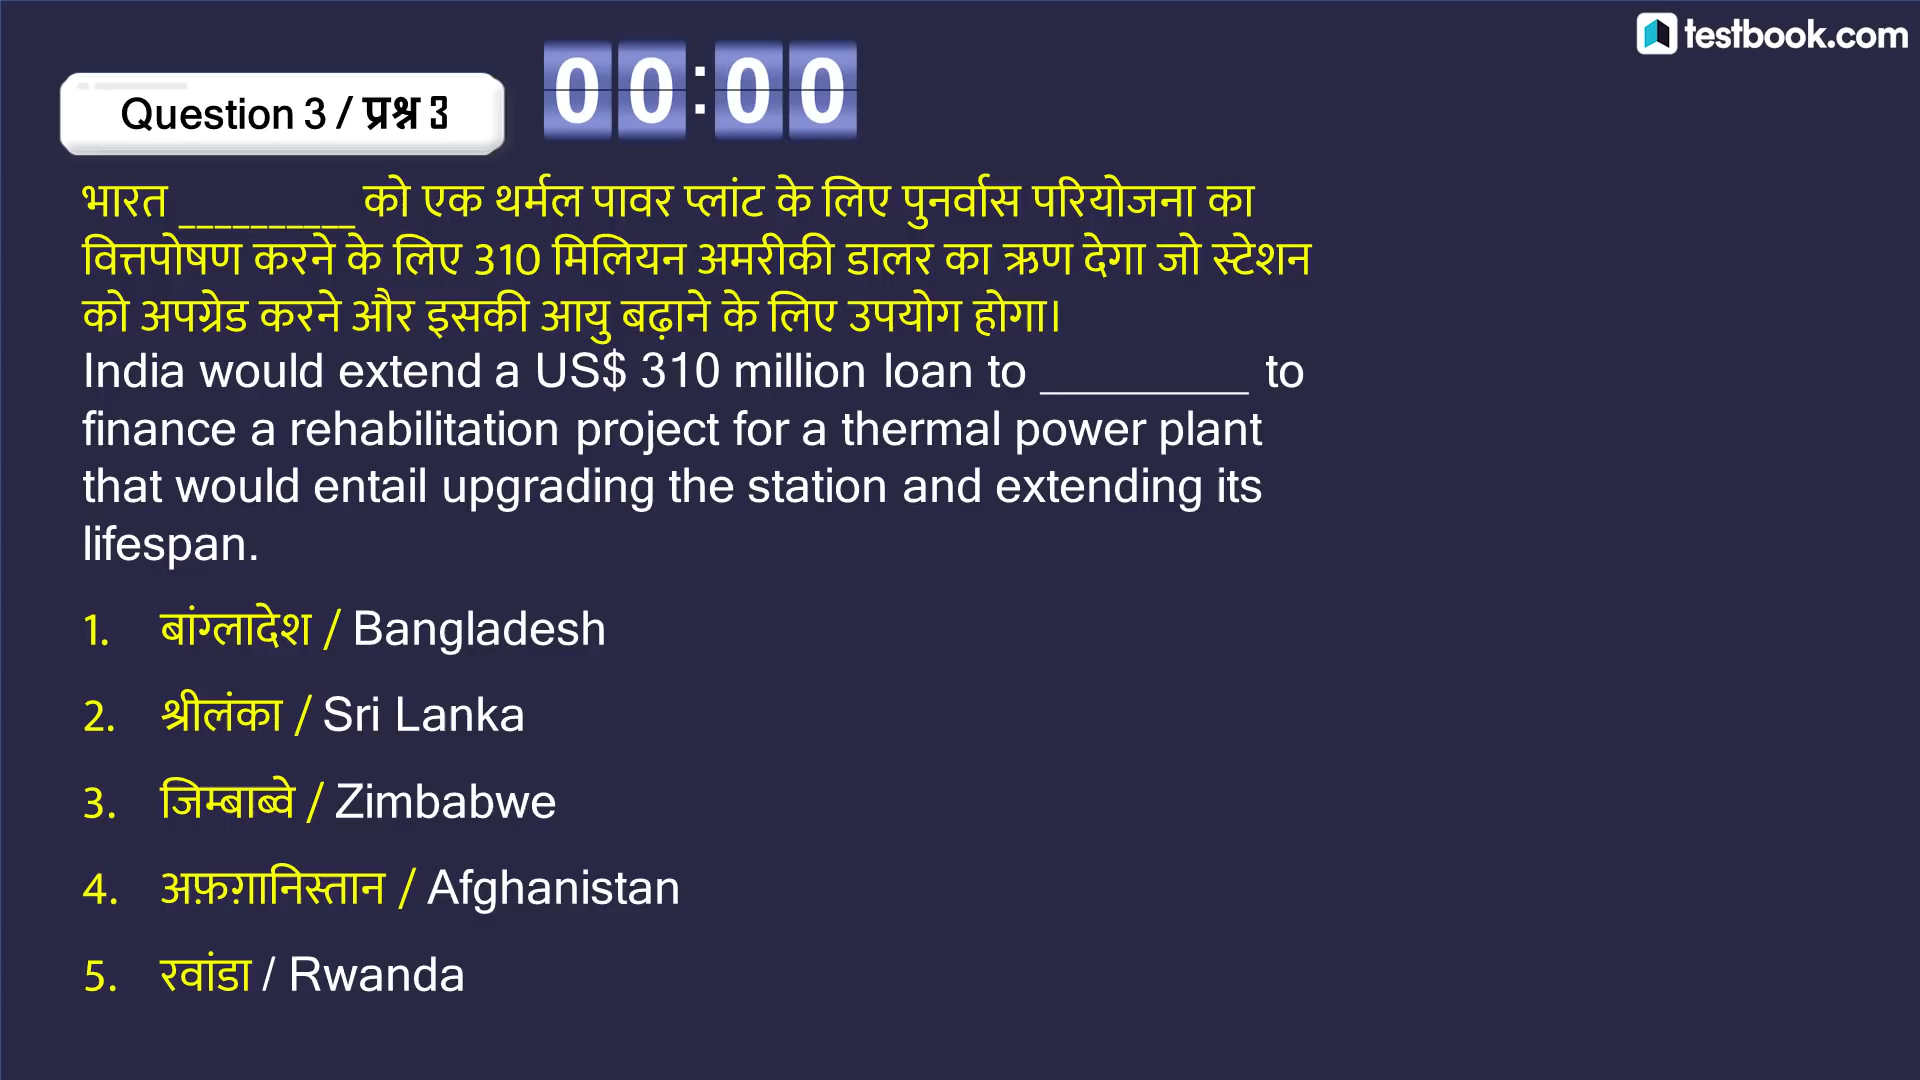 testbook.com
00:00
Question 3 / प्रश्न 3
भारत __________ को एक थर्मल पावर प्लांट के लिए पुनर्वास परियोजना का
वित्तपोषण करने के लिए 310 मिलियन अमरीकी डालर का ऋण देगा जो स्टेशन
को अपग्रेड करने और इसकी आयु बढ़ाने के लिए उपयोग होगा।
India would extend a US$ 310 million loan to ________ to
finance a rehabilitation project for a thermal power plant
that would entail upgrading the station and extending its
lifespan.
1. बांग्लादेश / Bangladesh
2. श्रीलंका / Sri Lanka
3. जिम्बाब्वे / Zimbabwe
4. अफ़ग़ानिस्तान / Afghanistan
5. रवांडा / Rwanda